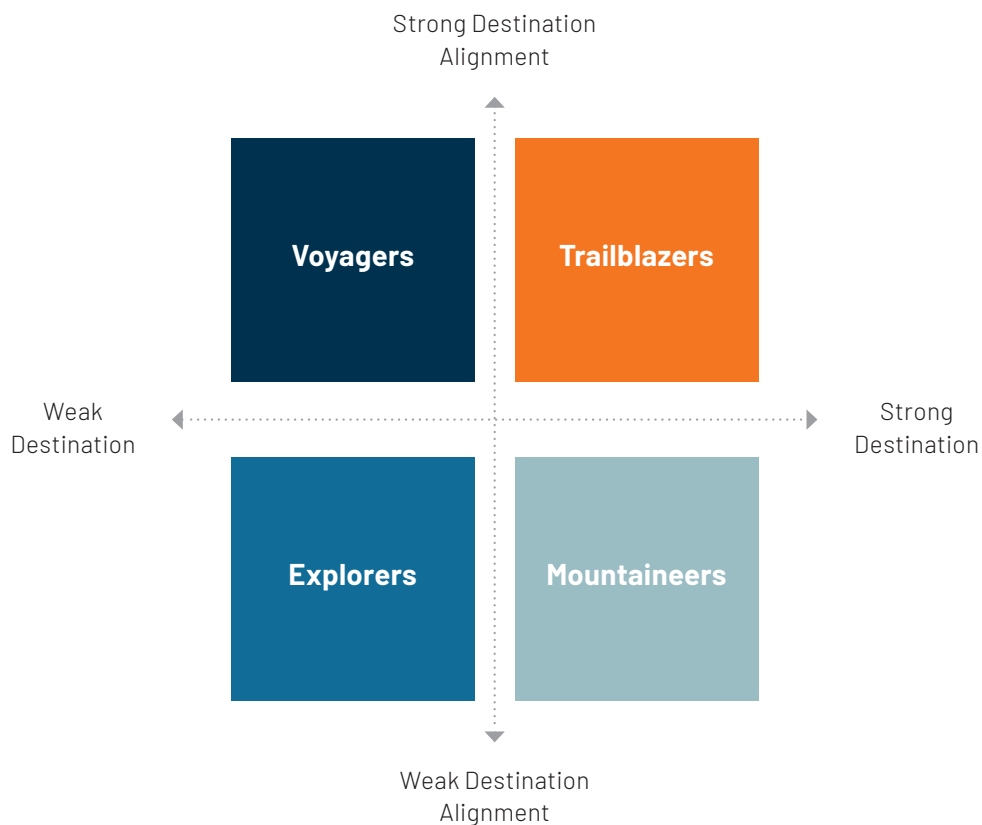 Strong Destination
Alignment
Voyagers
Trailblazers
Weak
Destination
Strong
Destination
Explorers
Mountaineers
Weak Destination
Alignment